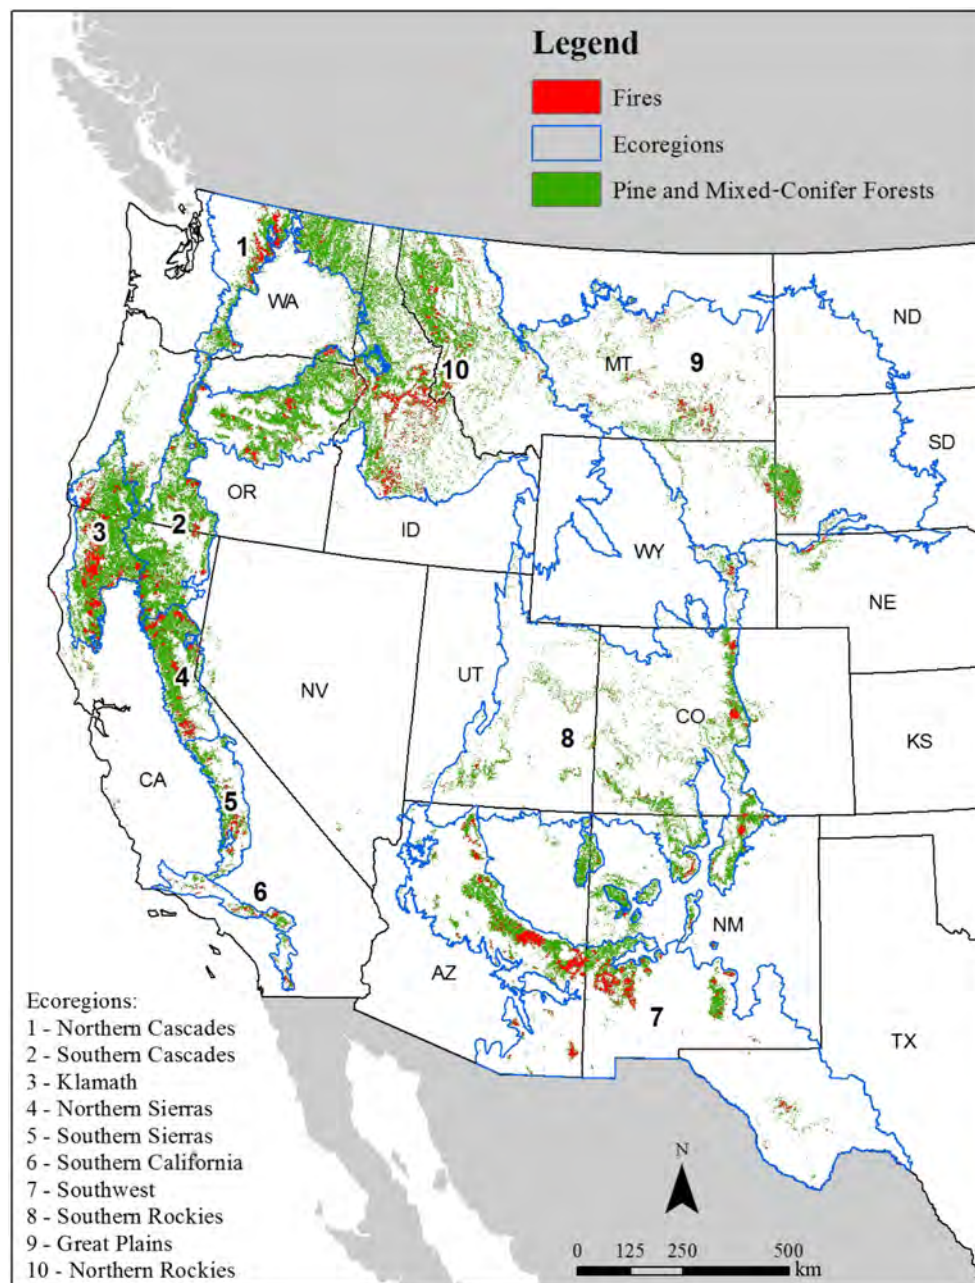 Legend
Fires
Ecoregions
Pine and Mixed-Conifer Forests
1
WA
MT
9
ND
10
SD
OR
ID
2
3
WY
NE
4
NV
UT
CO
8
KS
CA
5
6
AZ
NM
7
TX
Ecoregions:
1 - Northern Cascades
2 - Southern Cascades
3 - Klamath
4 - Northern Sierras
5 - Southern Sierras
6 - Southern California
7 - Southwest
8 - Southern Rockies
9 - Great Plains
10 - Northern Rockies
N
0 125 250 500
km